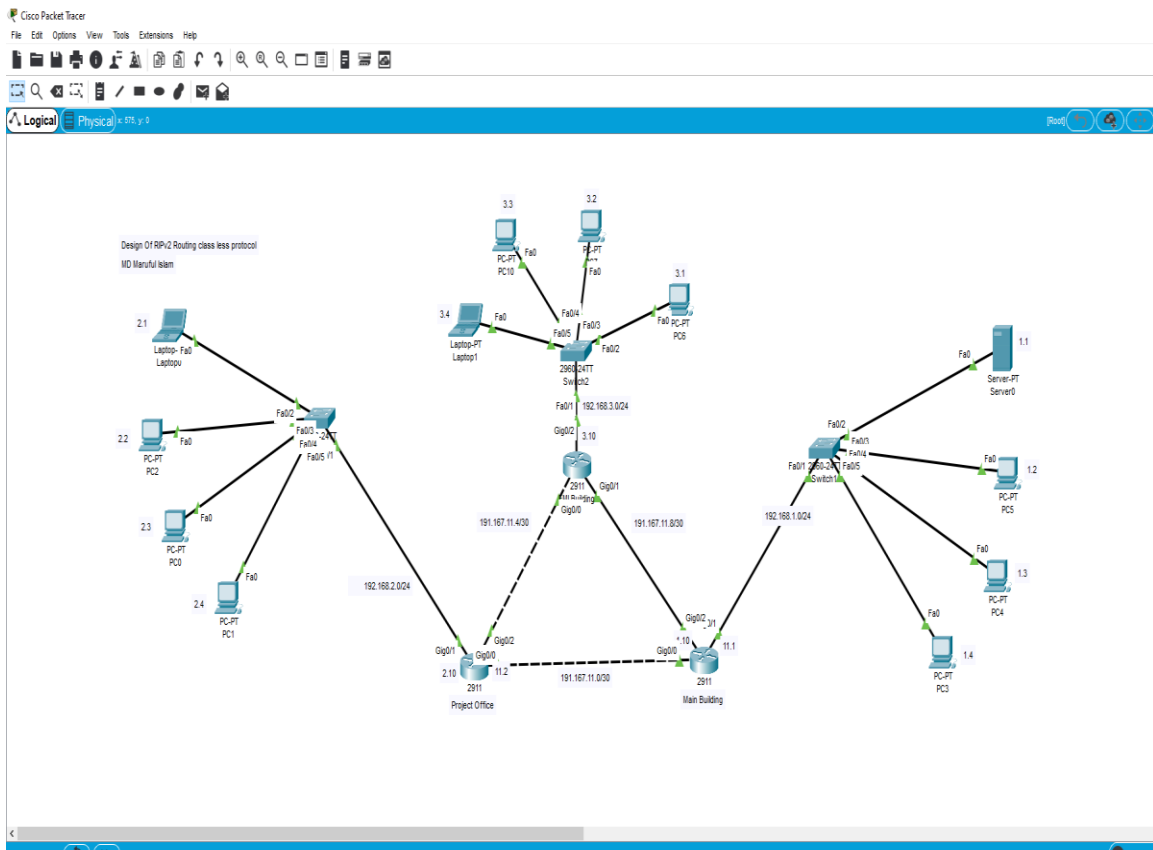 Cisco Packet Tracer
File Edit Options View Tools Extensions Help
Logical Physical x: 575, y: 0 [Root]
Design Of RIPv2 Routing class less protocol
MD Maruful Islam
3.3
Fa0
PC-PT
PC10
3.2
PC-PT
Fa0
3.1
Fa0
PC-PT
PC6
3.4
Fa0
Laptop-PT
Laptop1
Fa0/4
Fa0/5
Fa0/3
Fa0/2
2960-24TT
Switch2
Fa0/1
192.168.3.0/24
Gig0/2
3.10
2911
Gig0/1
Gig0/0
191.167.11.4/30
191.167.11.8/30
2.1
Fa0
Laptop-
2.2
Fa0
PC-PT
PC2
2.3
Fa0
PC-PT
PC0
2.4
Fa0
PC-PT
PC1
Fa0/2
Fa0/3
Fa0/4
Fa0/5
192.168.2.0/24
Gig0/1
Gig0/0
Gig0/2
2.10
11.2
2911
Project Office
191.167.11.0/30
Gig0/2
Gig0/0
11.1
2911
Main Building
192.168.1.0/24
Fa0/2
Fa0/3
Fa0/4
Fa0/1
Fa0/5
Switch1
1.1
Fa0
Server-PT
Server0
1.2
Fa0
PC-PT
PC5
1.3
Fa0
PC-PT
PC4
1.4
Fa0
PC-PT
PC3